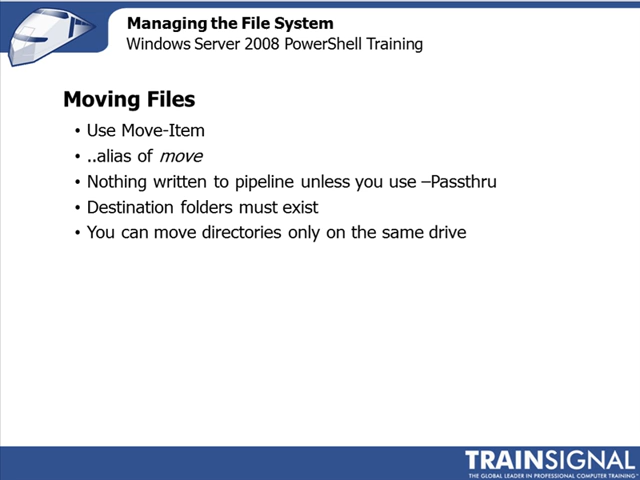 Managing the File System
Windows Server 2008 PowerShell Training
Moving Files
• Use Move-Item
• ..alias of move
• Nothing written to pipeline unless you use –Passthru
• Destination folders must exist
• You can move directories only on the same drive
TRAINSIGNAL
THE GLOBAL LEADER IN PROFESSIONAL COMPUTER TRAINING